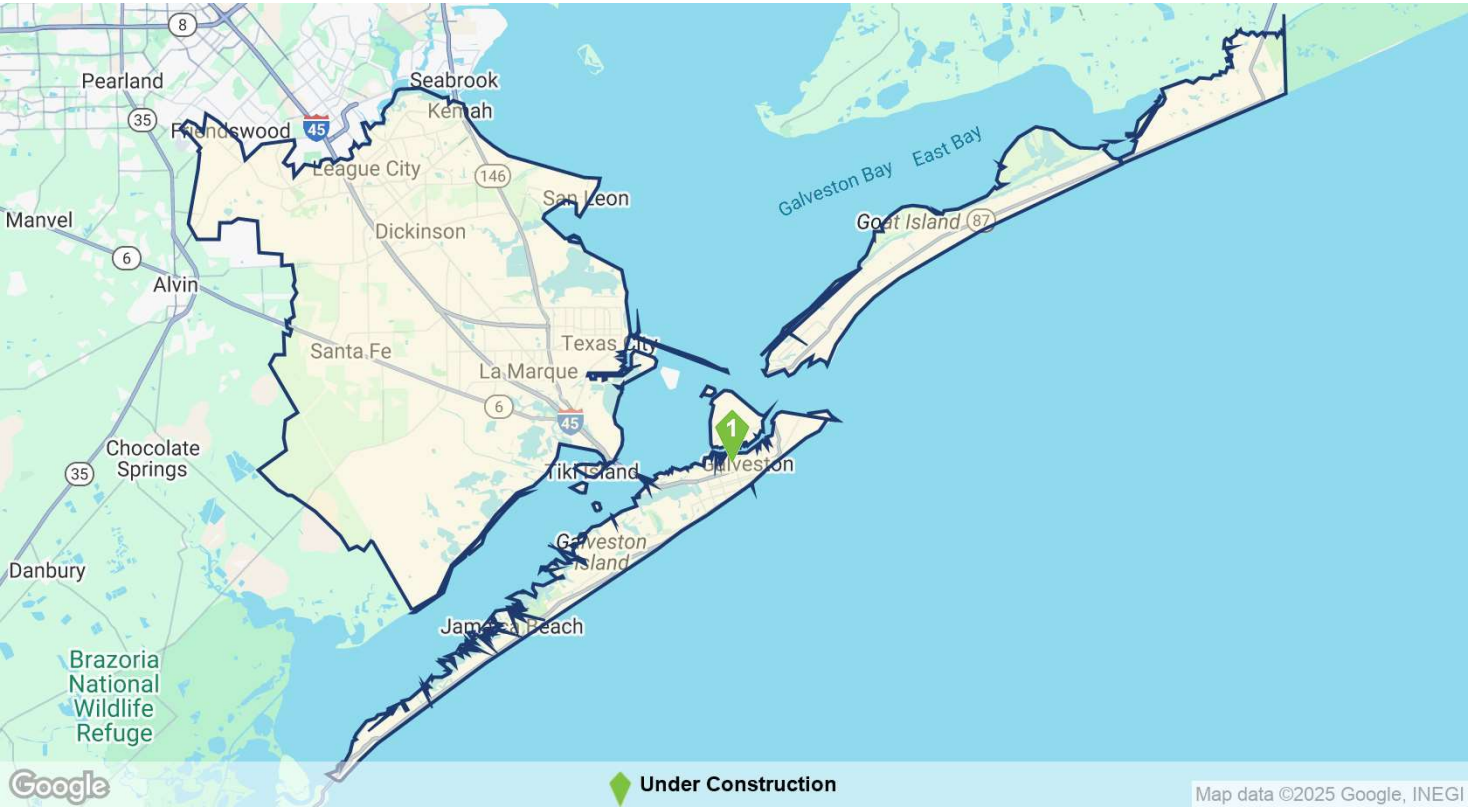 8
Pearland
Seabrook
Kemah
35
Friendswood
45
League City
146
San Leon
Galveston Bay
East Bay
Manvel
Goat Island
87
Dickinson
6
Alvin
Texas City
Santa Fe
La Marque
6
45
1
Chocolate
Springs
35
Tiki Island
Galveston
Galveston
Island
Danbury
Jamaica Beach
Brazoria
National
Wildlife
Refuge
Google
Under Construction
Map data ©2025 Google, INEGI